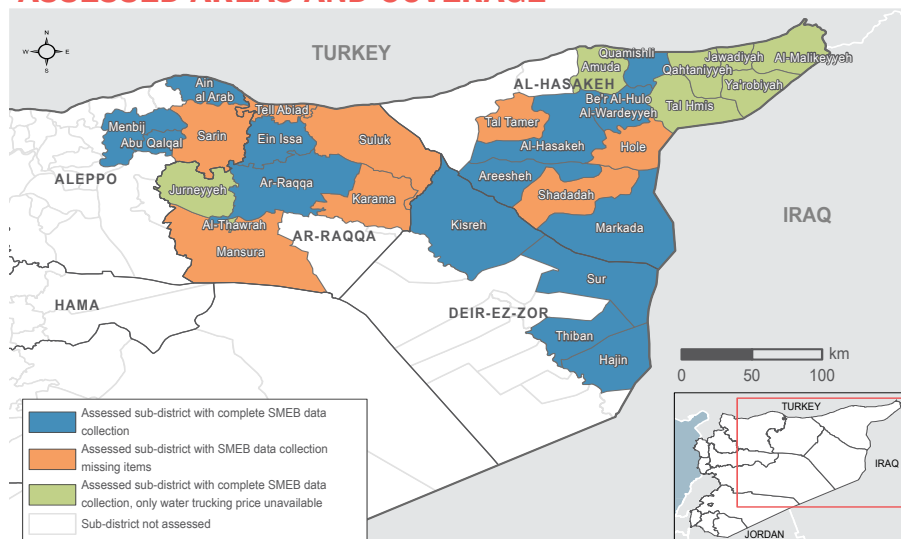 ASSESSED AREAS AND COVERAGE
N
W E
S
TURKEY
Quamishli
Jawadiyah
Al-Malikeyyeh
Amuda
Qahtaniyyeh
Ya'robiyah
AL-HASAKEH
Ain
al Arab
Tell Abiad
Be'r Al-Hulo
Al-Wardeyyeh
Tal Hmis
Menbij
Abu Qalqal
Sarin
Ein Issa
Suluk
Tal Tamer
Al-Hasakeh
Hole
ALEPPO
Jurneyyeh
Ar-Raqqa
Karama
Areesheh
Shadadah
IRAQ
Al-Thawrah
Mansura
AR-RAQQA
Kisreh
Markada
HAMA
Sur
DEIR-EZ-ZOR
Thiban
Hajin
km
0 50 100
Assessed sub-district with complete SMEB data
collection
Assessed sub-district with SMEB data collection
missing items
Assessed sub-district with complete SMEB data
collection, only water trucking price unavailable
Sub-district not assessed
TURKEY
IRAQ
JORDAN